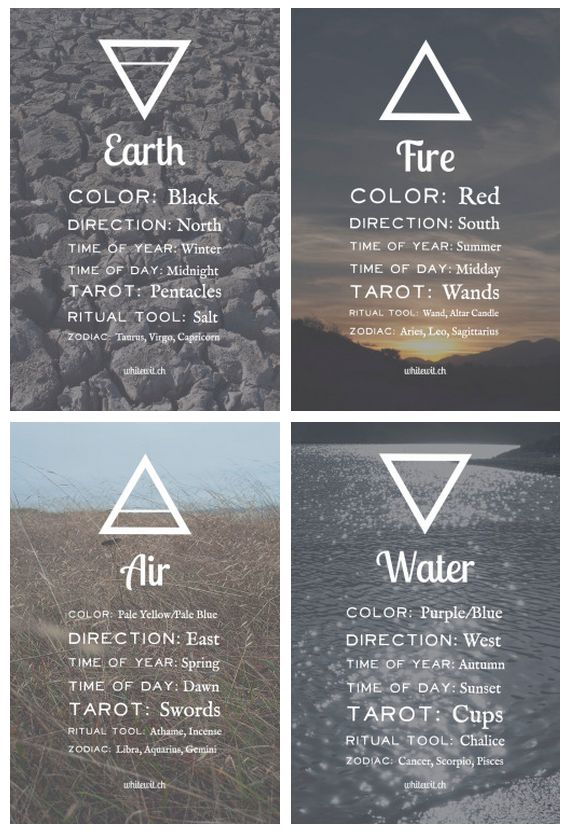 Earth
COLOR: Black
DIRECTION: North
TIME OF YEAR: Winter
TIME OF DAY: Midnight
TAROT: Pentacles
RITUAL TOOL: Salt
ZODIAC: Taurus, Virgo, Capricorn
whitewit.ch
Fire
COLOR: Red
DIRECTION: South
TIME OF YEAR: Summer
TIME OF DAY: Midday
TAROT: Wands
RITUAL TOOL: Wand, Altar Candle
ZODIAC: Aries, Leo, Sagittarius
whitewit.ch
Air
COLOR: Pale Yellow/Pale Blue
DIRECTION: East
TIME OF YEAR: Spring
TIME OF DAY: Dawn
TAROT: Swords
RITUAL TOOL: Athame, Incense
ZODIAC: Libra, Aquarius, Gemini
whitewit.ch
Water
COLOR: Purple/Blue
DIRECTION: West
TIME OF YEAR: Autumn
TIME OF DAY: Sunset
TAROT: Cups
RITUAL TOOL: Chalice
ZODIAC: Cancer, Scorpio, Pisces
whitewit.ch